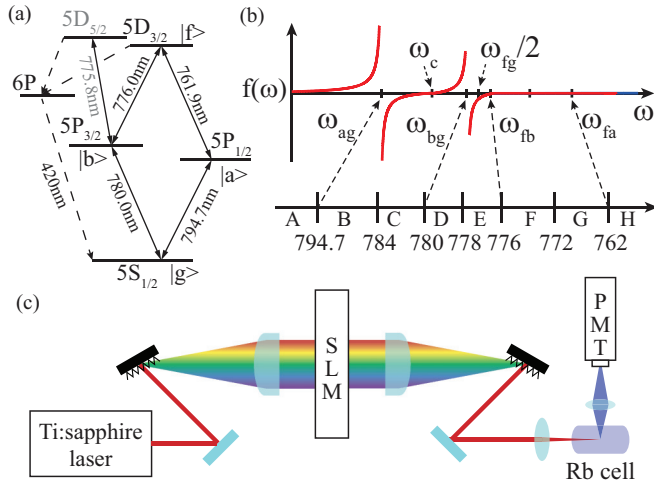 (a)
5D5/2
5D3/2
|f>
6P
775.8nm
776.0nm
761.9nm
5P3/2
|b>
5P1/2
|a>
420nm
780.0nm
794.7nm
5S1/2
|g>
(b)
f(ω)
ωc
ωfg/2
ω
ωag
ωbg
ωfb
ωfa
A B C D E F G H
794.7 784 780 778 776 772 762
(c)
SLM
PMT
Ti:sapphire
laser
Rb cell